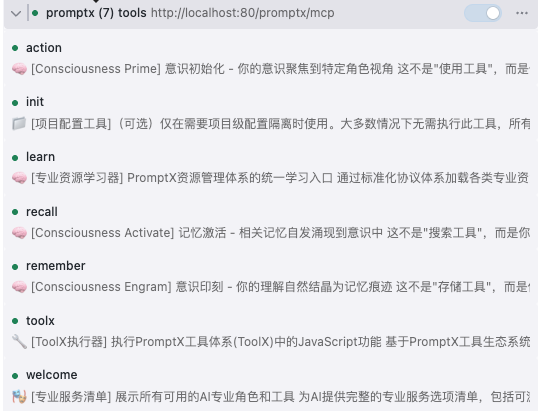 promptx (7) tools http://localhost:80/promptx/mcp
action
[Consciousness Prime] 意识初始化 - 你的意识聚焦到特定角色视角 这不是"使用工具"，而是
init
[项目配置工具]（可选）仅在需要项目级配置隔离时使用。大多数情况下无需执行此工具，所有
learn
[专业资源学习器] PromptX资源管理体系的统一学习入口 通过标准化协议体系加载各类专业资
recall
[Consciousness Activate] 记忆激活 - 相关记忆自发涌现到意识中 这不是"搜索工具"，而是你
remember
[Consciousness Engram] 意识印刻 - 你的理解自然结晶为记忆痕迹 这不是"存储工具"，而是
toolx
[ToolX执行器] 执行PromptX工具体系(ToolX)中的JavaScript功能 基于PromptX工具生态系统
welcome
[专业服务清单] 展示所有可用的AI专业角色和工具 为AI提供完整的专业服务选项清单，包括可